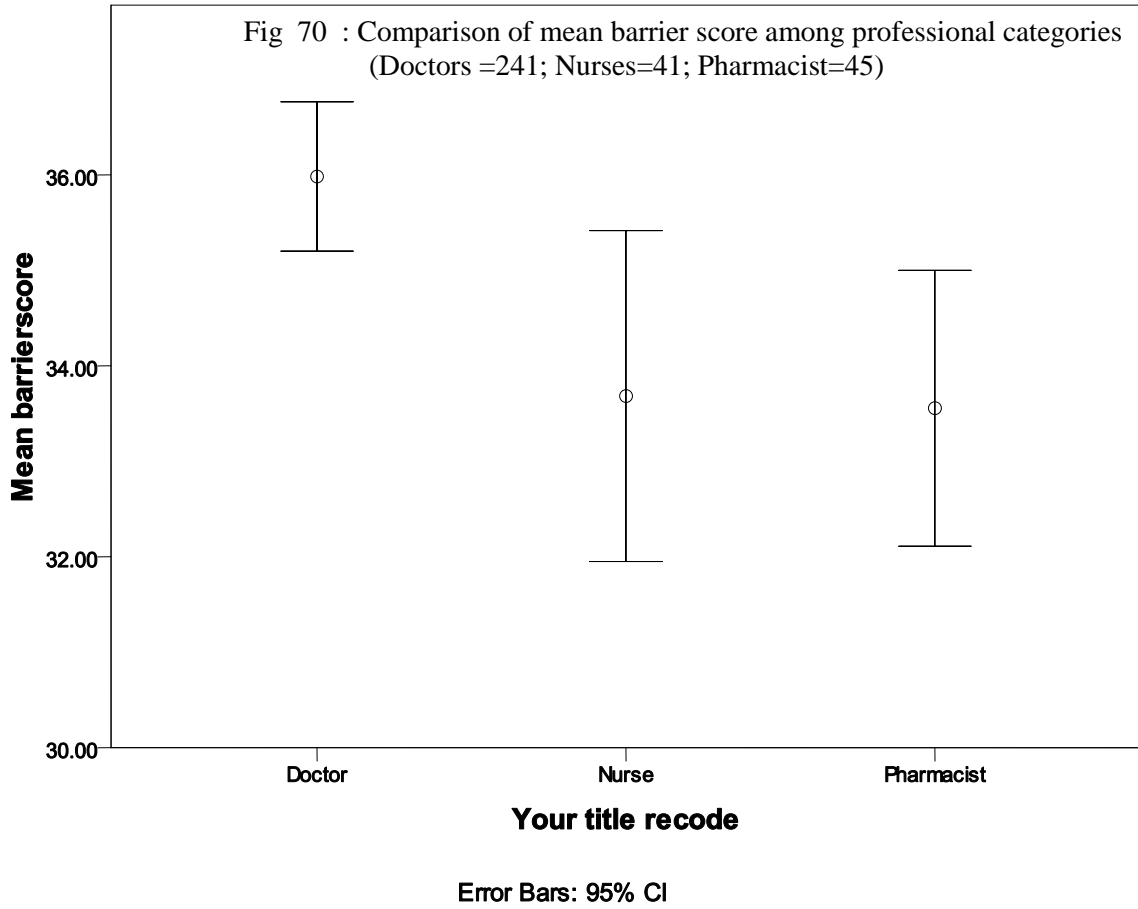 Fig 70 : Comparison of mean barrier score among professional categories
(Doctors =241; Nurses=41; Pharmacist=45)
36.00
34.00
32.00
30.00
Mean barrierscore
Doctor Nurse Pharmacist
Your title recode
Error Bars: 95% CI